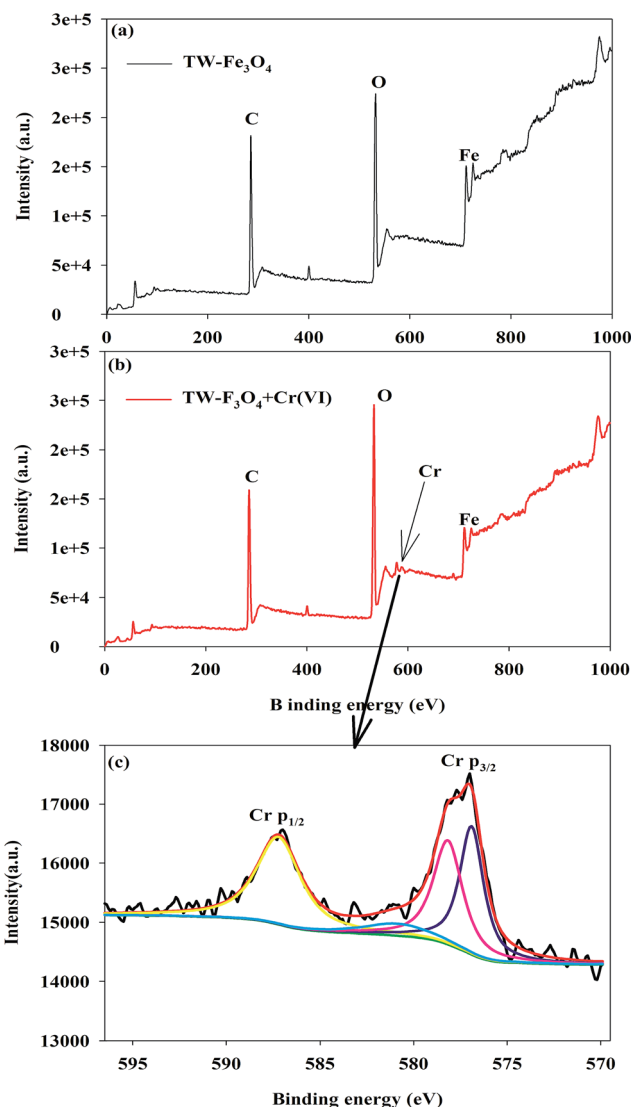 (a)
TW-Fe₃O₄
C
O
Fe
Intensity (a.u.)
3e+5
3e+5
2e+5
2e+5
1e+5
5e+4
0
0 200 400 600 800 1000
(b)
TW-F₃O₄+Cr(VI)
C
O
Cr
Fe
Intensity (a.u.)
3e+5
3e+5
2e+5
2e+5
1e+5
5e+4
0
0 200 400 600 800 1000
B inding energy (eV)
(c)
Cr p₁/₂
Cr p₃/₂
Intensity(a.u.)
18000
17000
16000
15000
14000
13000
595 590 585 580 575 570
Binding energy (eV)